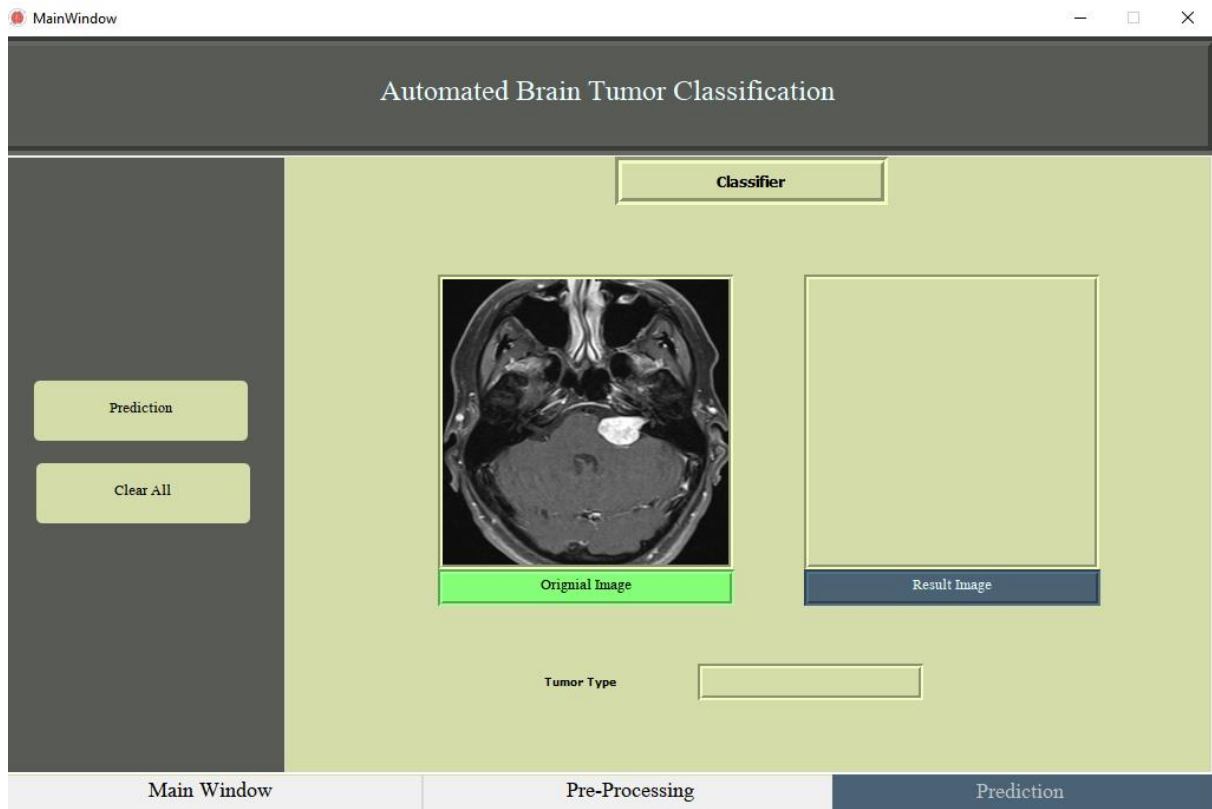 MainWindow
Automated Brain Tumor Classification
Classifier
Prediction
Clear All
Orignial Image
Result Image
Tumor Type
Main Window
Pre-Processing
Prediction